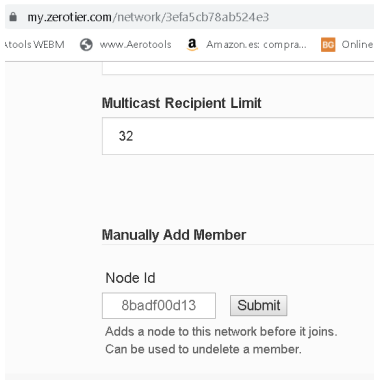 my.zerotier.com/network/3efa5cb78ab524e3
Atools WEBM www.Aerotools a Amazon.es: compra... BG Online
Multicast Recipient Limit
32
Manually Add Member
Node Id
8badf00d13 Submit
Adds a node to this network before it joins.
Can be used to undelete a member.